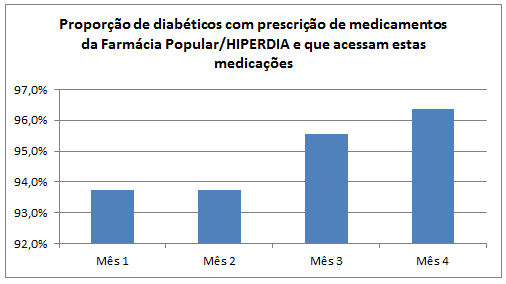 Proporção de diabéticos com prescrição de medicamentos
da Farmácia Popular/HIPERDIA e que acessam estas
medicações
97,0%
96,0%
95,0%
94,0%
93,0%
92,0%
Mês 1 Mês 2 Mês 3 Mês 4